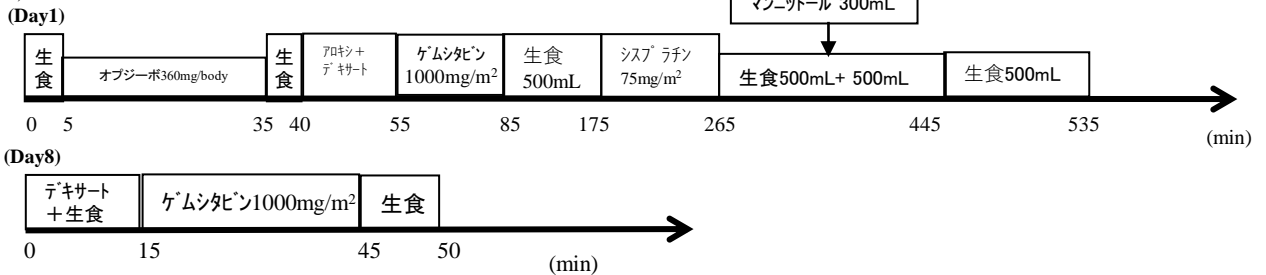 マンニットール 300mL
(Day1)
生食
オプジーボ360mg/body
生食
アロキシ+
デキサート
ゲムシタビン
1000mg/m²
生食
500mL
シスプラチン
75mg/m²
生食500mL+ 500mL
生食500mL
0 5 35 40 55 85 175 265 445 535
(min)
(Day8)
デキサート
+生食
ゲムシタビン1000mg/m²
生食
0 15 45 50
(min)